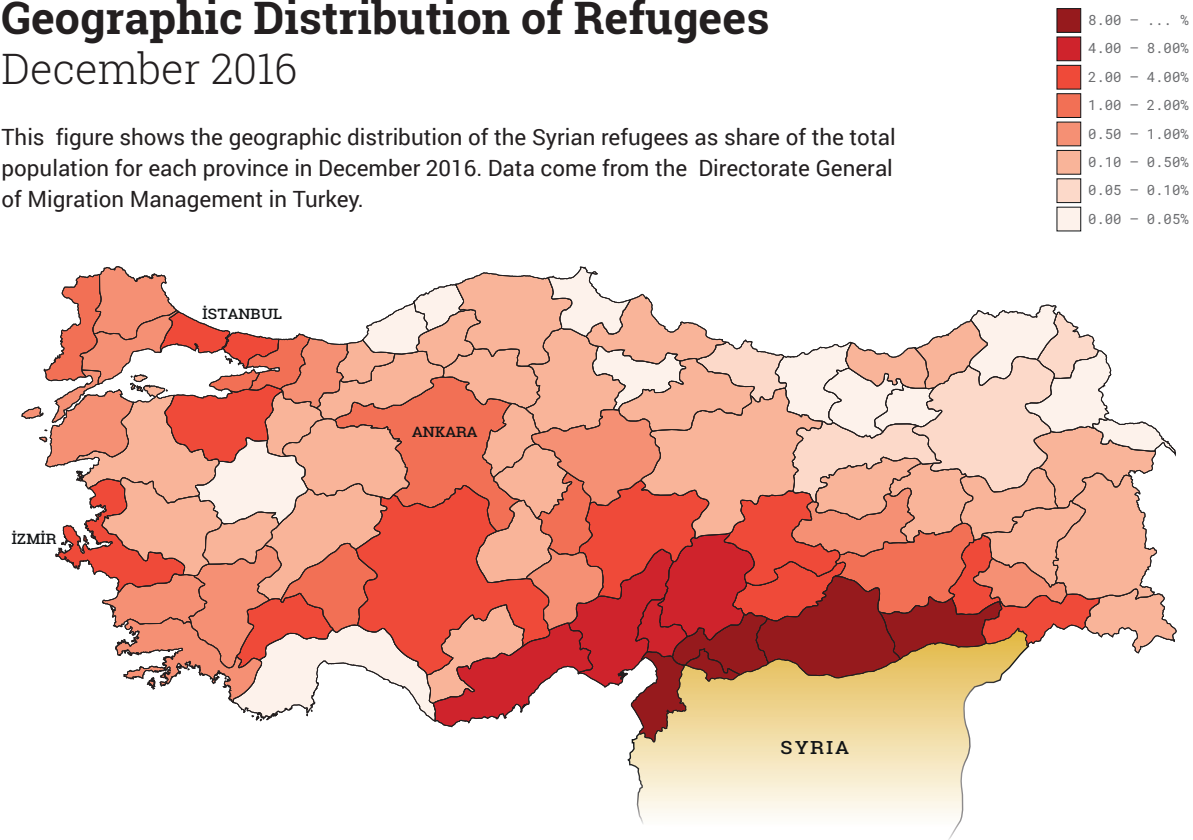 Geographic Distribution of Refugees
December 2016
This figure shows the geographic distribution of the Syrian refugees as share of the total
population for each province in December 2016. Data come from the Directorate General
of Migration Management in Turkey.
8.00 – ... %
4.00 – 8.00%
2.00 – 4.00%
1.00 – 2.00%
0.50 – 1.00%
0.10 – 0.50%
0.05 – 0.10%
0.00 – 0.05%
İSTANBUL
ANKARA
İZMİR
SYRIA